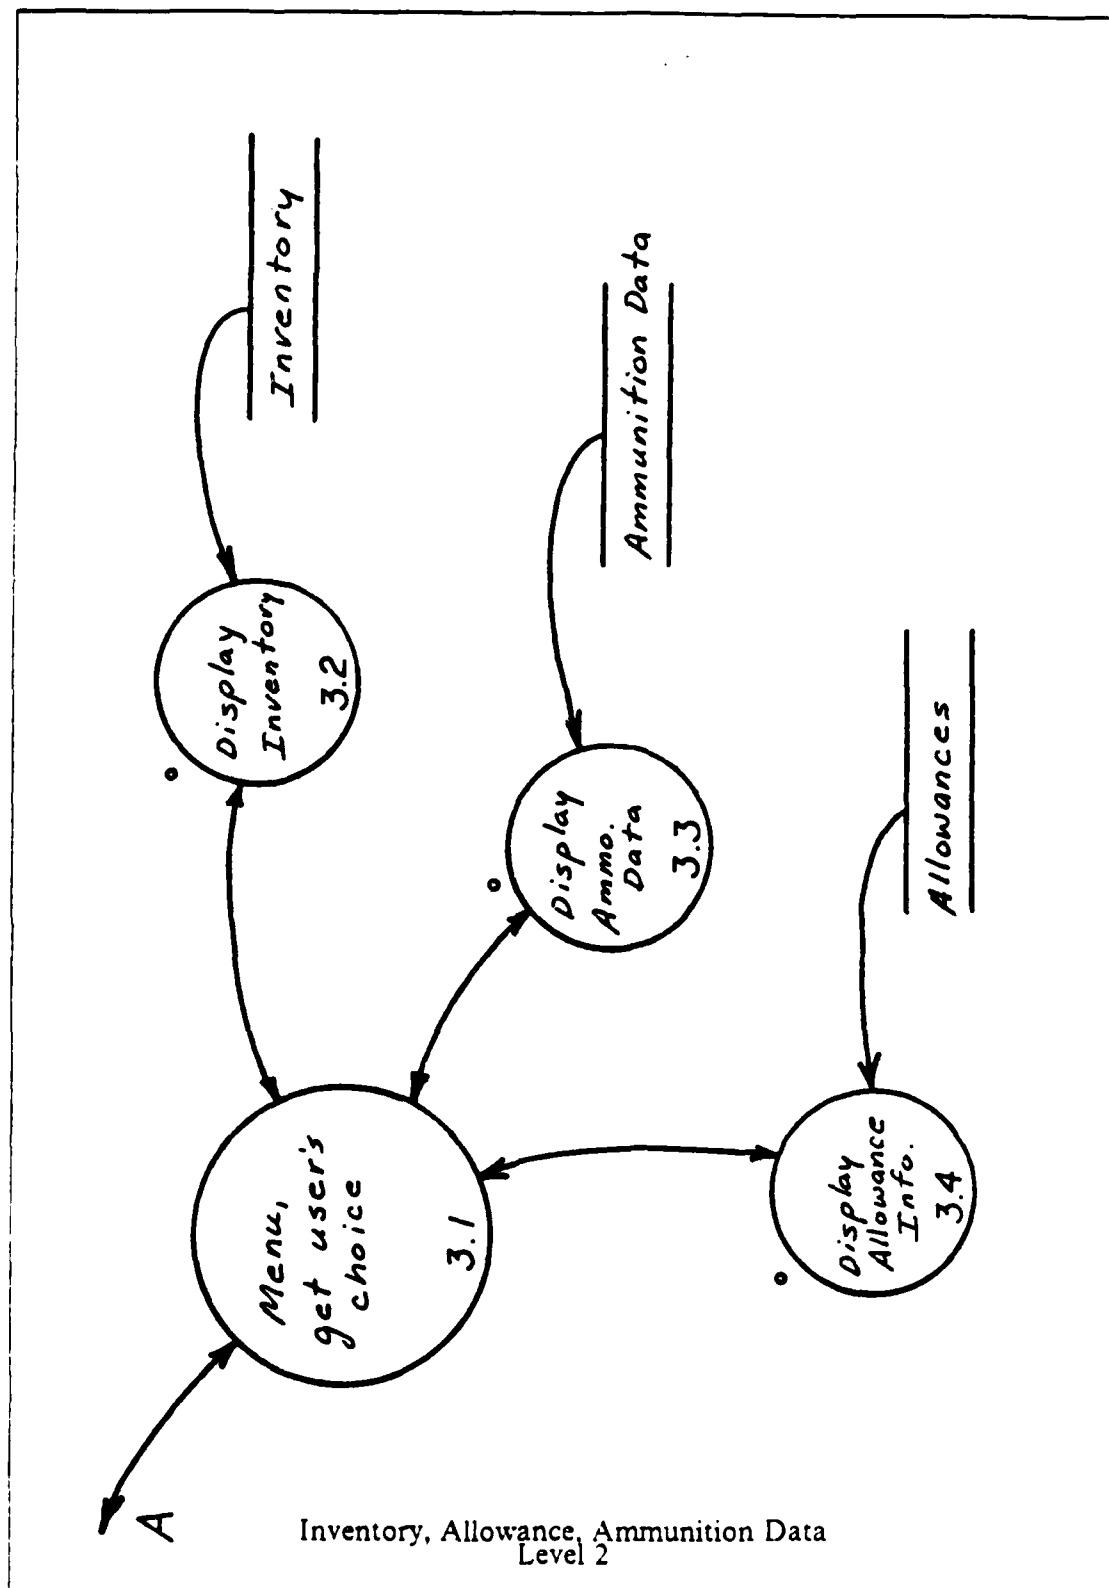 A
Menu,
get user's
choice
3.1
Display
Inventory
3.2
Inventory
Display
Ammo.
Data
3.3
Ammunition Data
Display
Allowance
Info.
3.4
Allowances
Inventory, Allowance, Ammunition Data
Level 2